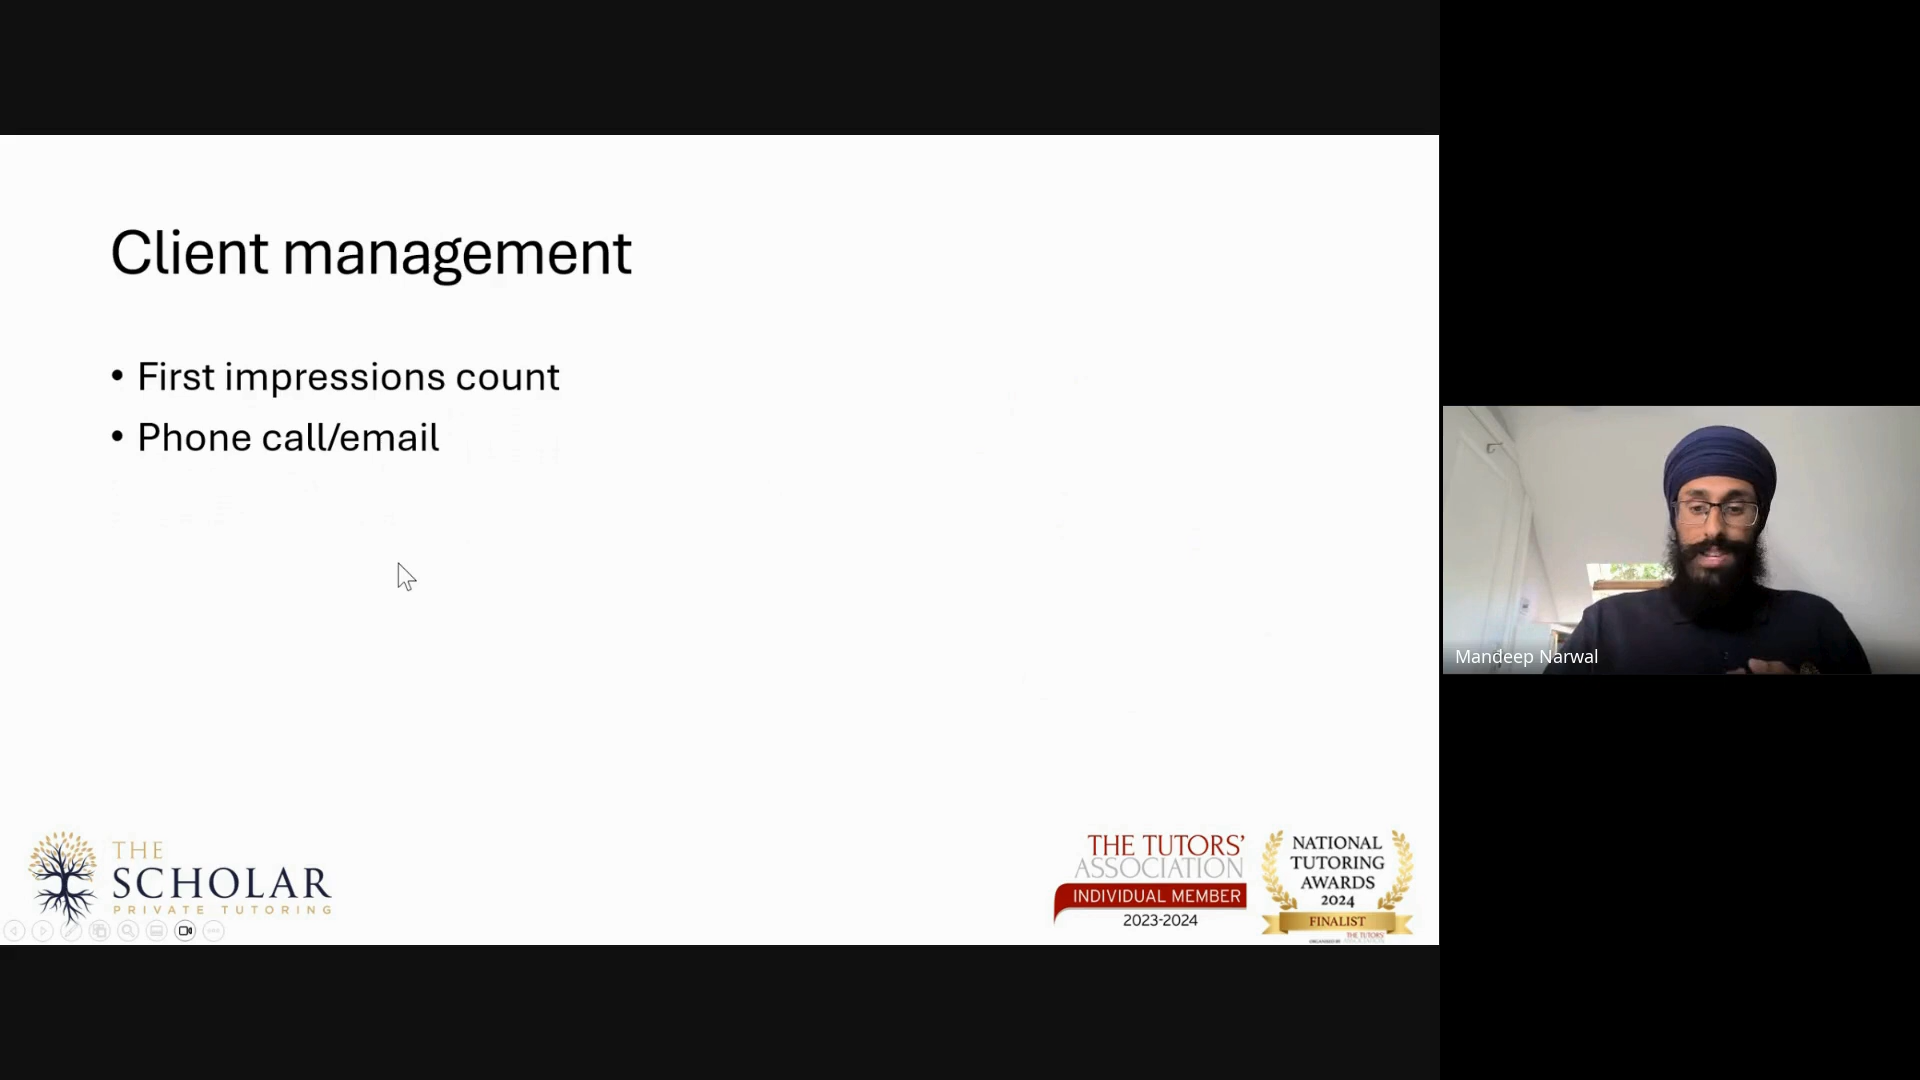 Client management
• First impressions count
• Phone call/email
Mandeep Narwal
THE
SCHOLAR
PRIVATE TUTORING
THE TUTORS'
ASSOCIATION
INDIVIDUAL MEMBER
2023-2024
NATIONAL
TUTORING
AWARDS
2024
FINALIST